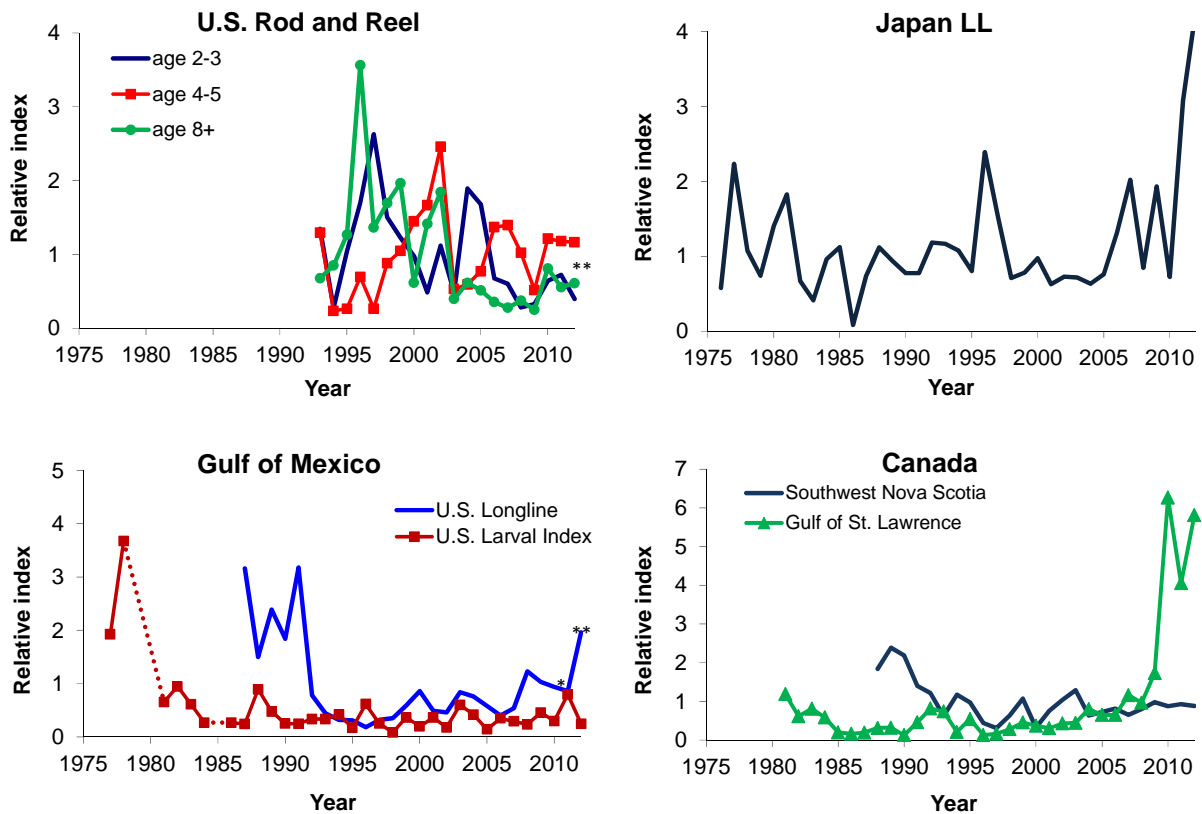 U.S. Rod and Reel
Relative index
4
3
2
1
0
age 2-3
age 4-5
age 8+
**
1975 1980 1985 1990 1995 2000 2005 2010
Year
Japan LL
Relative index
4
3
2
1
0
1975 1980 1985 1990 1995 2000 2005 2010
Year
Gulf of Mexico
Relative index
5
4
3
2
1
0
U.S. Longline
U.S. Larval Index
**
*
1975 1980 1985 1990 1995 2000 2005 2010
Year
Canada
Relative index
7
6
5
4
3
2
1
0
Southwest Nova Scotia
Gulf of St. Lawrence
1975 1980 1985 1990 1995 2000 2005 2010
Year